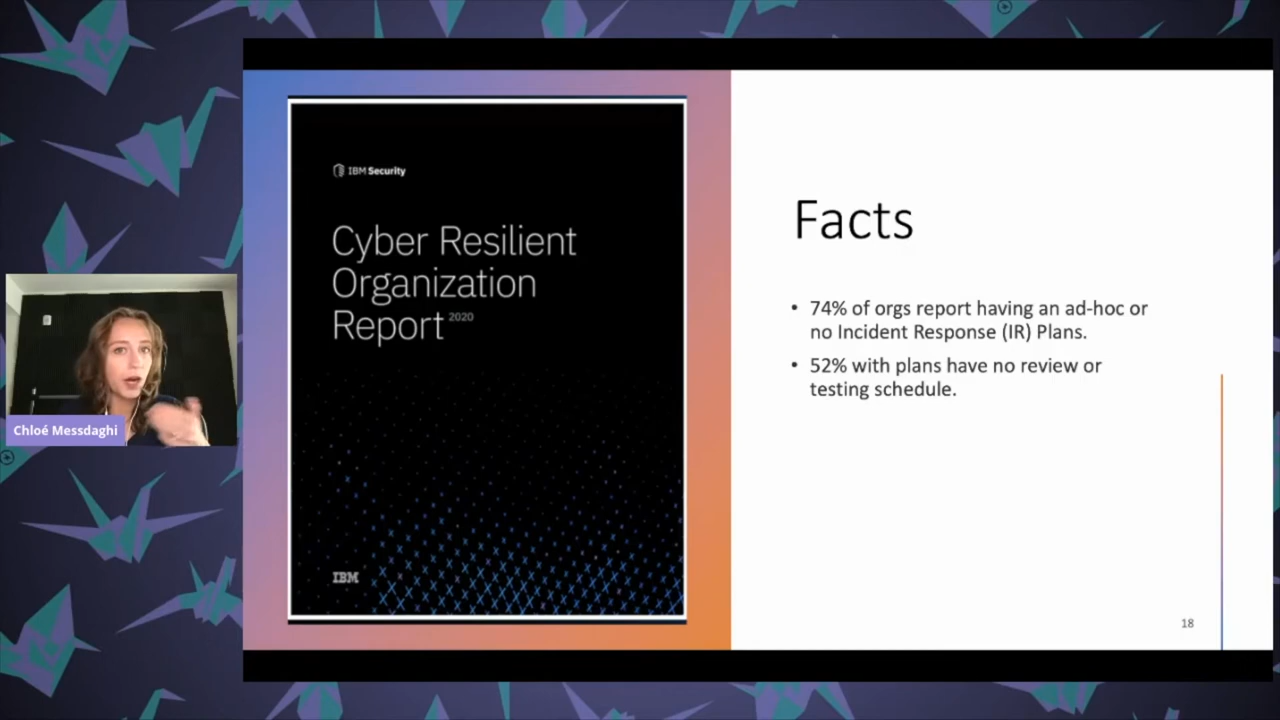 IBM Security
Cyber Resilient
Organization
Report 2020
IBM
Facts
• 74% of orgs report having an ad-hoc or
no Incident Response (IR) Plans.
• 52% with plans have no review or
testing schedule.
18
Chloé Messdaghi